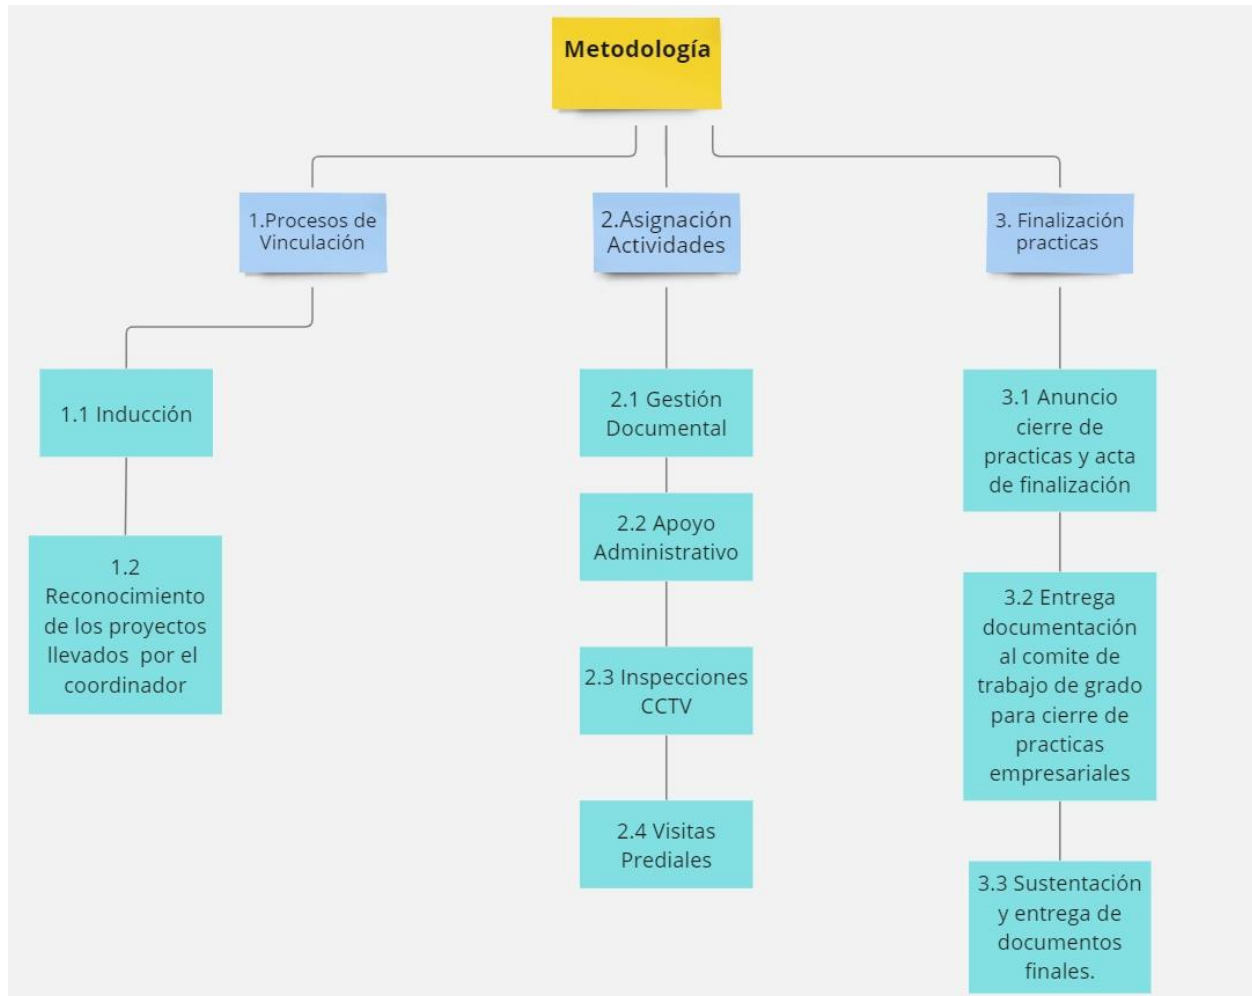 Metodología
1.Procesos de
Vinculación
2.Asignación
Actividades
3. Finalización
practicas
1.1 Inducción
1.2
Reconocimiento
de los proyectos
llevados  por el
coordinador
2.1 Gestión
Documental
2.2 Apoyo
Administrativo
2.3 Inspecciones
CCTV
2.4 Visitas
Prediales
3.1 Anuncio
cierre de
practicas y acta
de finalización
3.2 Entrega
documentación
al comite de
trabajo de grado
para cierre de
practicas
empresariales
3.3 Sustentación
y entrega de
documentos
finales.